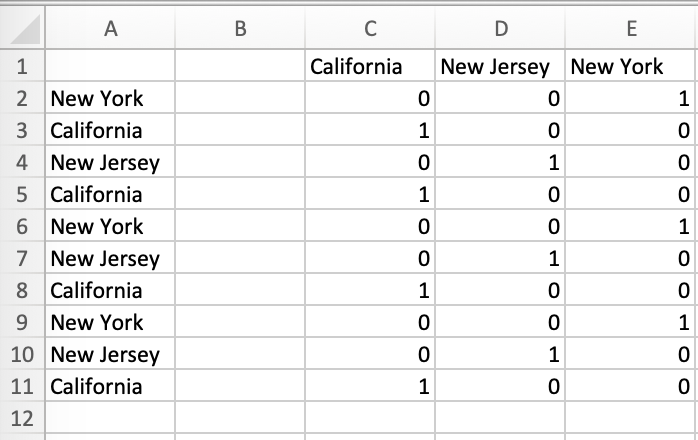 A B C D E
1 California New Jersey New York
2 New York 0 0 1
3 California 1 0 0
4 New Jersey 0 1 0
5 California 1 0 0
6 New York 0 0 1
7 New Jersey 0 1 0
8 California 1 0 0
9 New York 0 0 1
10 New Jersey 0 1 0
11 California 1 0 0
12